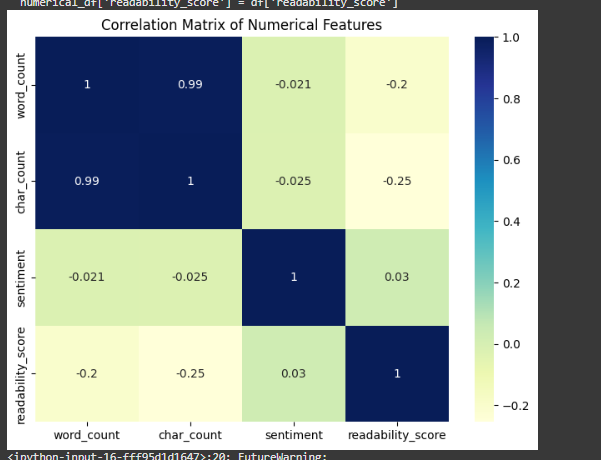 numerical_df['readability_score'] = df['readability_score']
Correlation Matrix of Numerical Features
word_count 1 0.99 -0.021 -0.2
char_count 0.99 1 -0.025 -0.25
sentiment -0.021 -0.025 1 0.03
readability_score -0.2 -0.25 0.03 1
word_count char_count sentiment readability_score
1.0
0.8
0.6
0.4
0.2
0.0
−0.2
<ipython-input-16-fff95d1d1647>:20: FutureWarning: